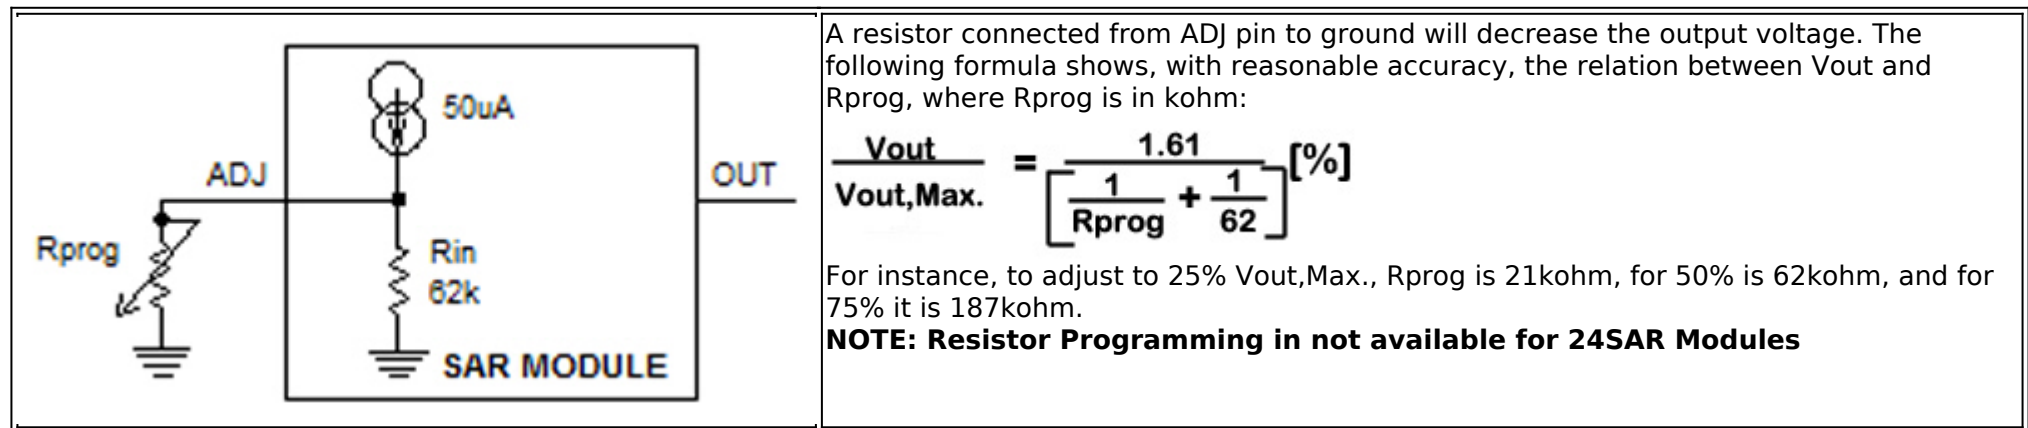 50uA
ADJ
OUT
Rprog
Rin
62k
SAR MODULE
A resistor connected from ADJ pin to ground will decrease the output voltage. The
following formula shows, with reasonable accuracy, the relation between Vout and
Rprog, where Rprog is in kohm:
Vout / Vout,Max. = 1.61 / [ 1 / Rprog + 1 / 62 ] [%]
For instance, to adjust to 25% Vout,Max., Rprog is 21kohm, for 50% is 62kohm, and for
75% it is 187kohm.
NOTE: Resistor Programming in not available for 24SAR Modules